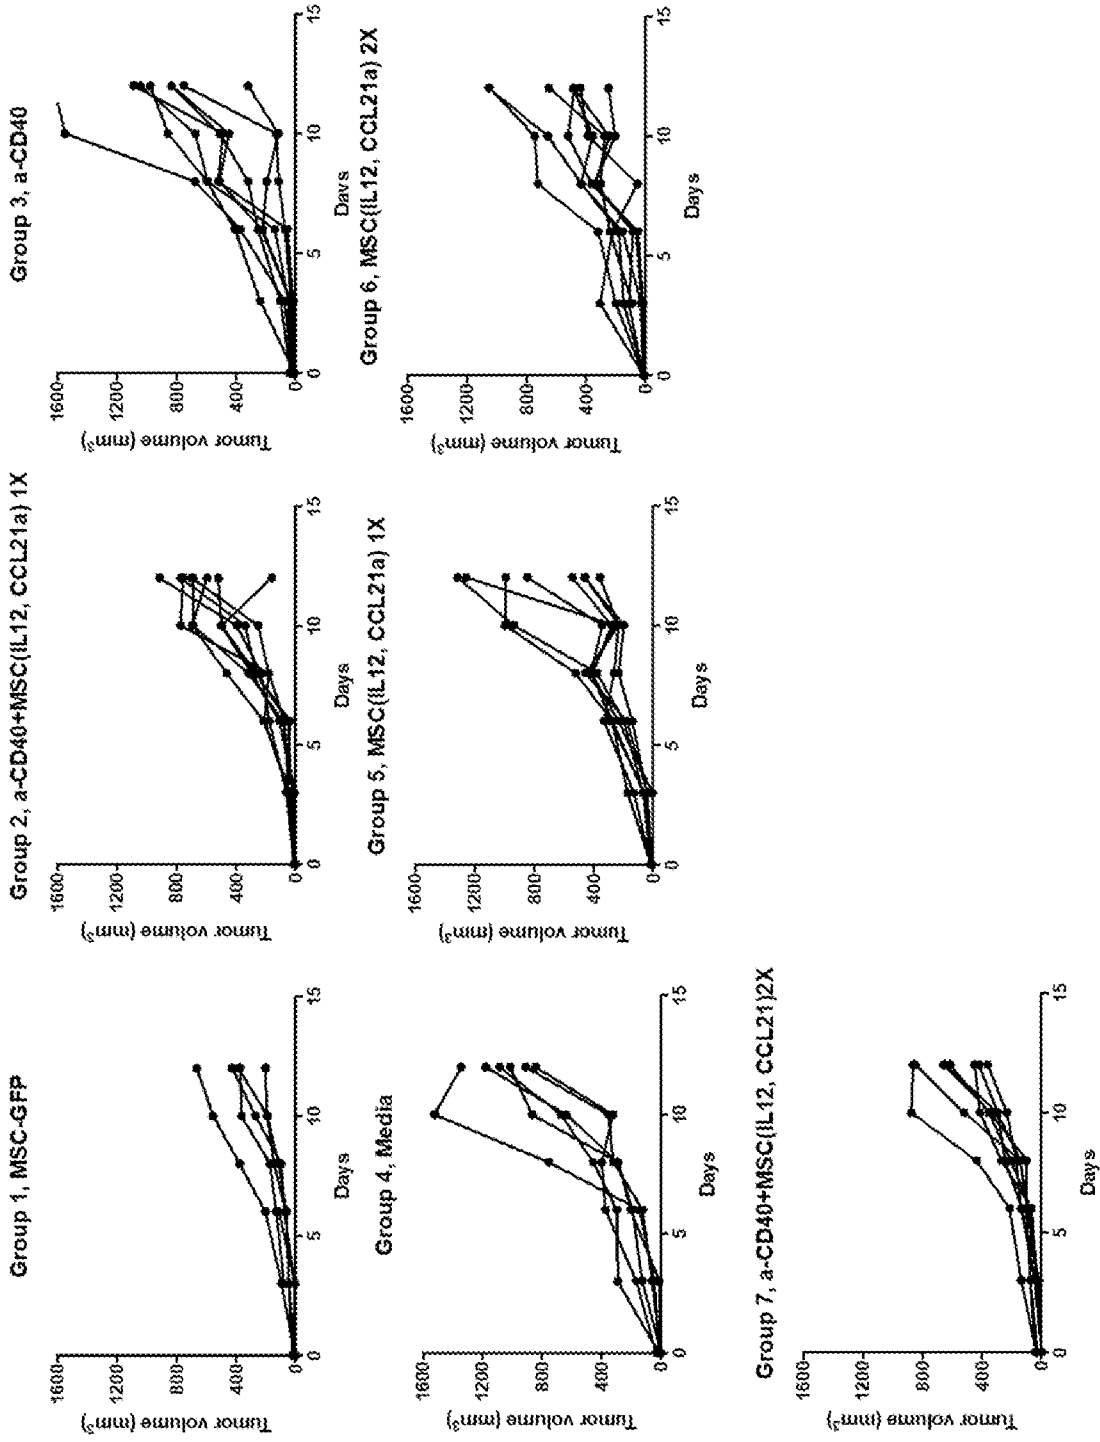 Group 1, MSC-GFP
Tumor volume (mm³)
1600
1200
800
400
0
0 5 10 15
Days
Group 2, a-CD40+MSC(IL12, CCL21a) 1X
Tumor volume (mm³)
1600
1200
800
400
0
0 5 10 15
Days
Group 3, a-CD40
Tumor volume (mm³)
1600
1200
800
400
0
0 5 10 15
Days
Group 4, Media
Tumor volume (mm³)
1600
1200
800
400
0
0 5 10 15
Days
Group 5, MSC(IL12, CCL21a) 1X
Tumor volume (mm³)
1600
1200
800
400
0
0 5 10 15
Days
Group 6, MSC(IL12, CCL21a) 2X
Tumor volume (mm³)
1600
1200
800
400
0
0 5 10 15
Days
Group 7, a-CD40+MSC(IL12, CCL21)2X
Tumor volume (mm³)
1600
1200
800
400
0
0 5 10 15
Days